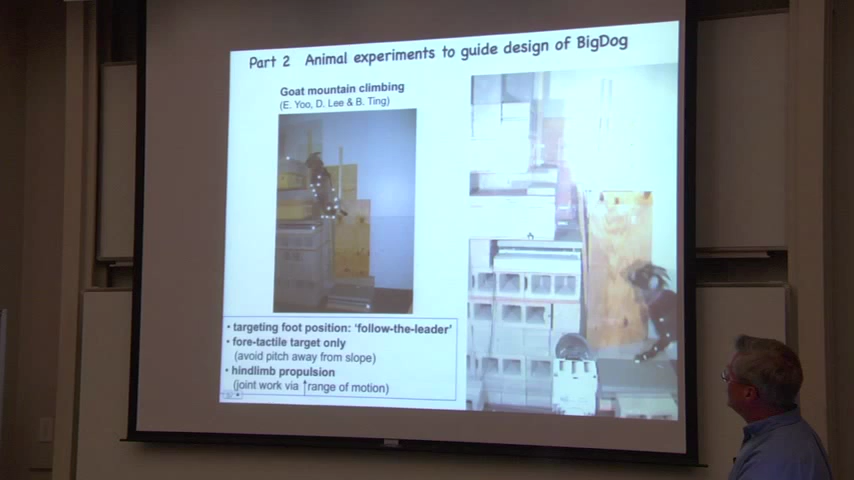 Part 2 Animal experiments to guide design of BigDog
Goat mountain climbing
(E. Yoo, D. Lee & B. Ting)
• targeting foot position: ‘follow-the-leader’
• fore-tactile target only
(avoid pitch away from slope)
• hindlimb propulsion
(joint work via ↑range of motion)